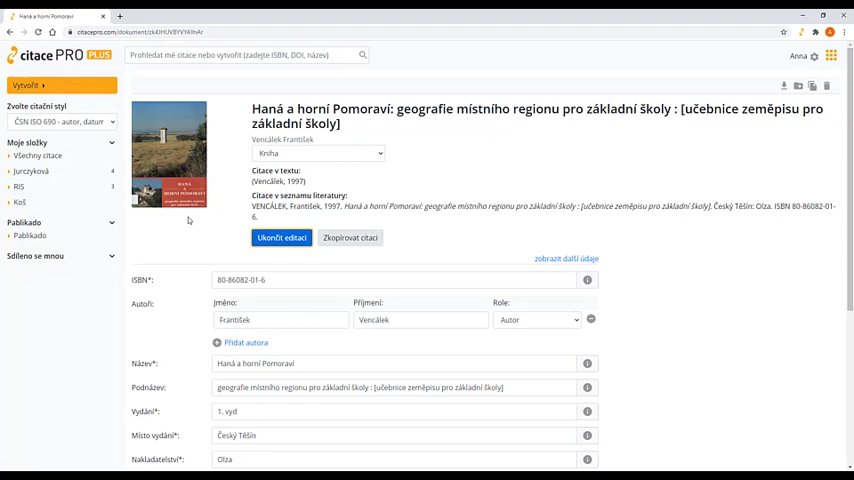 Haná a horní Pomoraví
citacepro.com/dokument/zk4UHUV8YVYAYnAr
citace PRO PLUS
Prohledat mé citace nebo vytvořit (zadejte ISBN, DOI, název)
Anna
Vytvořit
Zvolte citační styl
ČSN ISO 690 - autor, datum
Moje složky
Všechny citace
Jurczyková 4
RIS 3
Koš
Pablikado
Pablikado
Sdíleno se mnou
HANÁ
A
HORNÍ POMORAVÍ
Haná a horní Pomoraví: geografie místního regionu pro základní školy : [učebnice zeměpisu pro
základní školy]
Vencálek František
Kniha
Citace v textu:
(Vencálek, 1997)
Citace v seznamu literatury:
VENCÁLEK, František, 1997. Haná a horní Pomoraví: geografie místního regionu pro základní školy : [učebnice zeměpisu pro základní školy]. Český Těšín: Olza. ISBN 80-86082-01-
6.
Ukončit editaci
Zkopírovat citaci
zobrazit další údaje
ISBN*: 80-86082-01-6
Autoři: Jméno: Příjmení: Role:
František Vencálek Autor
Přidat autora
Název*: Haná a horní Pomoraví
Podnázev: geografie místního regionu pro základní školy : [učebnice zeměpisu pro základní školy]
Vydání*: 1. vyd
Místo vydání*: Český Těšín
Nakladatelství*: Olza